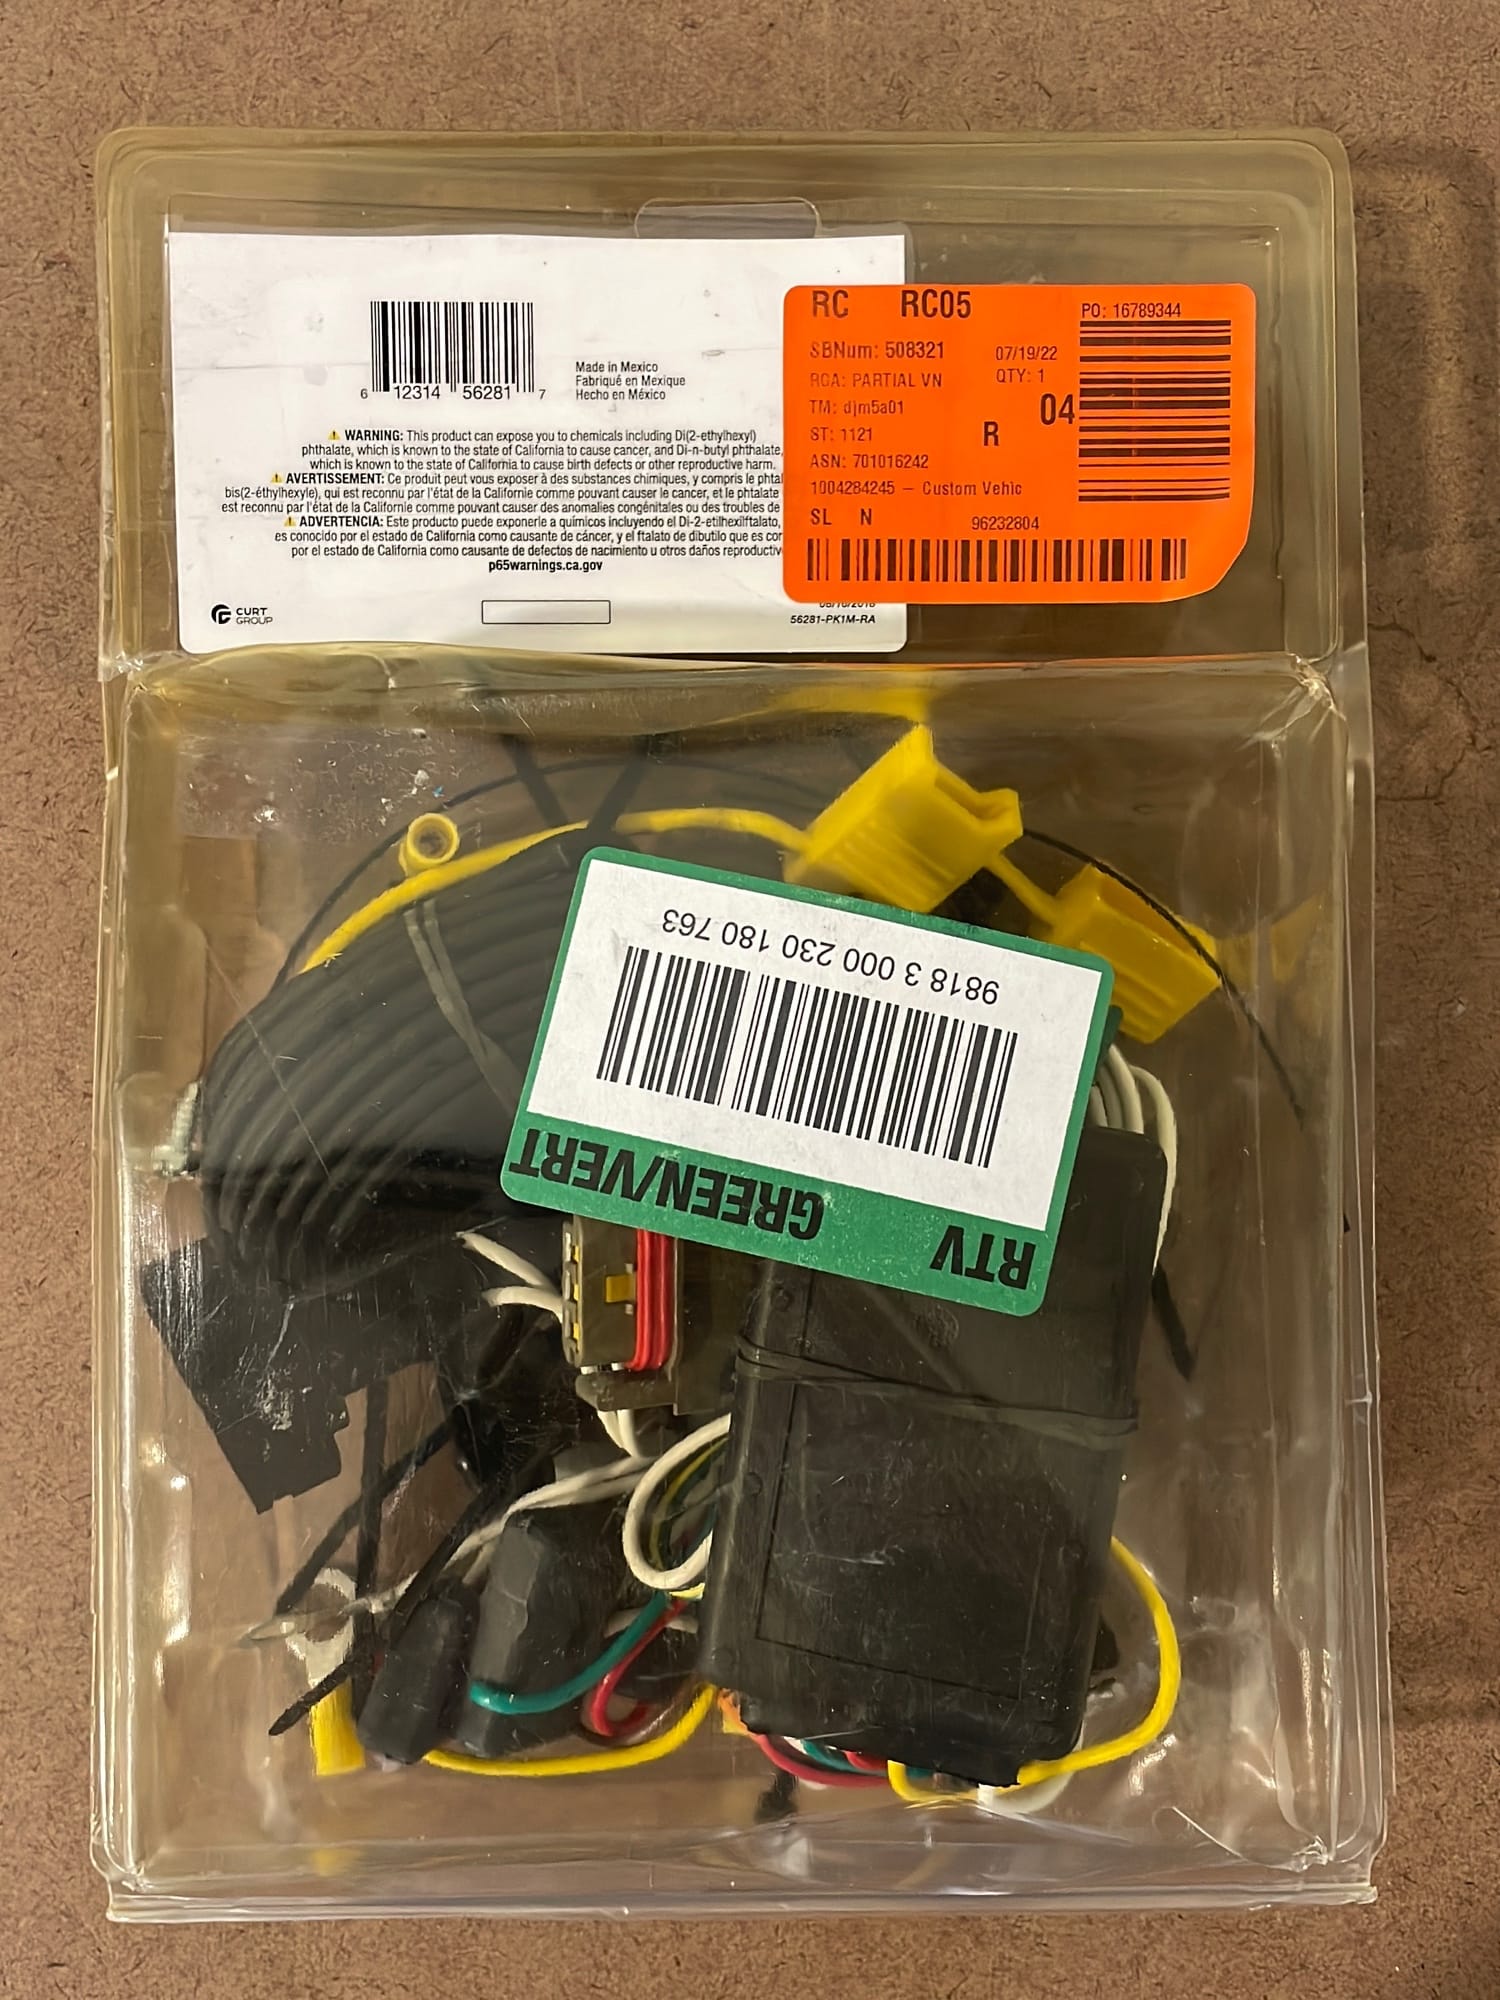 6 12314 56281 7
Made in Mexico
Fabriqué en Mexique
Hecho en México
⚠ WARNING: This product can expose you to chemicals including Di(2-ethylhexyl)
phthalate, which is known to the state of California to cause cancer, and Di-n-butyl phthalate,
which is known to the state of California to cause birth defects or other reproductive harm.
⚠ AVERTISSEMENT: Ce produit peut vous exposer à des substances chimiques, y compris le phtal
bis(2-éthylhexyle), qui est reconnu par l'état de la Californie comme pouvant causer le cancer, et le phtalate
est reconnu par l'état de la Californie comme pouvant causer des anomalies congénitales ou des troubles de
⚠ ADVERTENCIA: Este producto puede exponerle a químicos incluyendo el Di-2-etilhexilftalato,
es conocido por el estado de California como causante de cáncer, y el ftalato de dibutilo que es cor
por el estado de California como causante de defectos de nacimiento u otros daños reproductiv
p65warnings.ca.gov
CURT
GROUP
56281-PK1M-RA
RC RC05
PO: 16789344
SBNum: 508321
07/19/22
RGA: PARTIAL VN
QTY: 1
TM: djm5a01
04
ST: 1121
R
ASN: 701016242
1004284245 – Custom Vehic
SL N
96232804
9818 3 000 230 180 763
RTV
GREEN/VERT